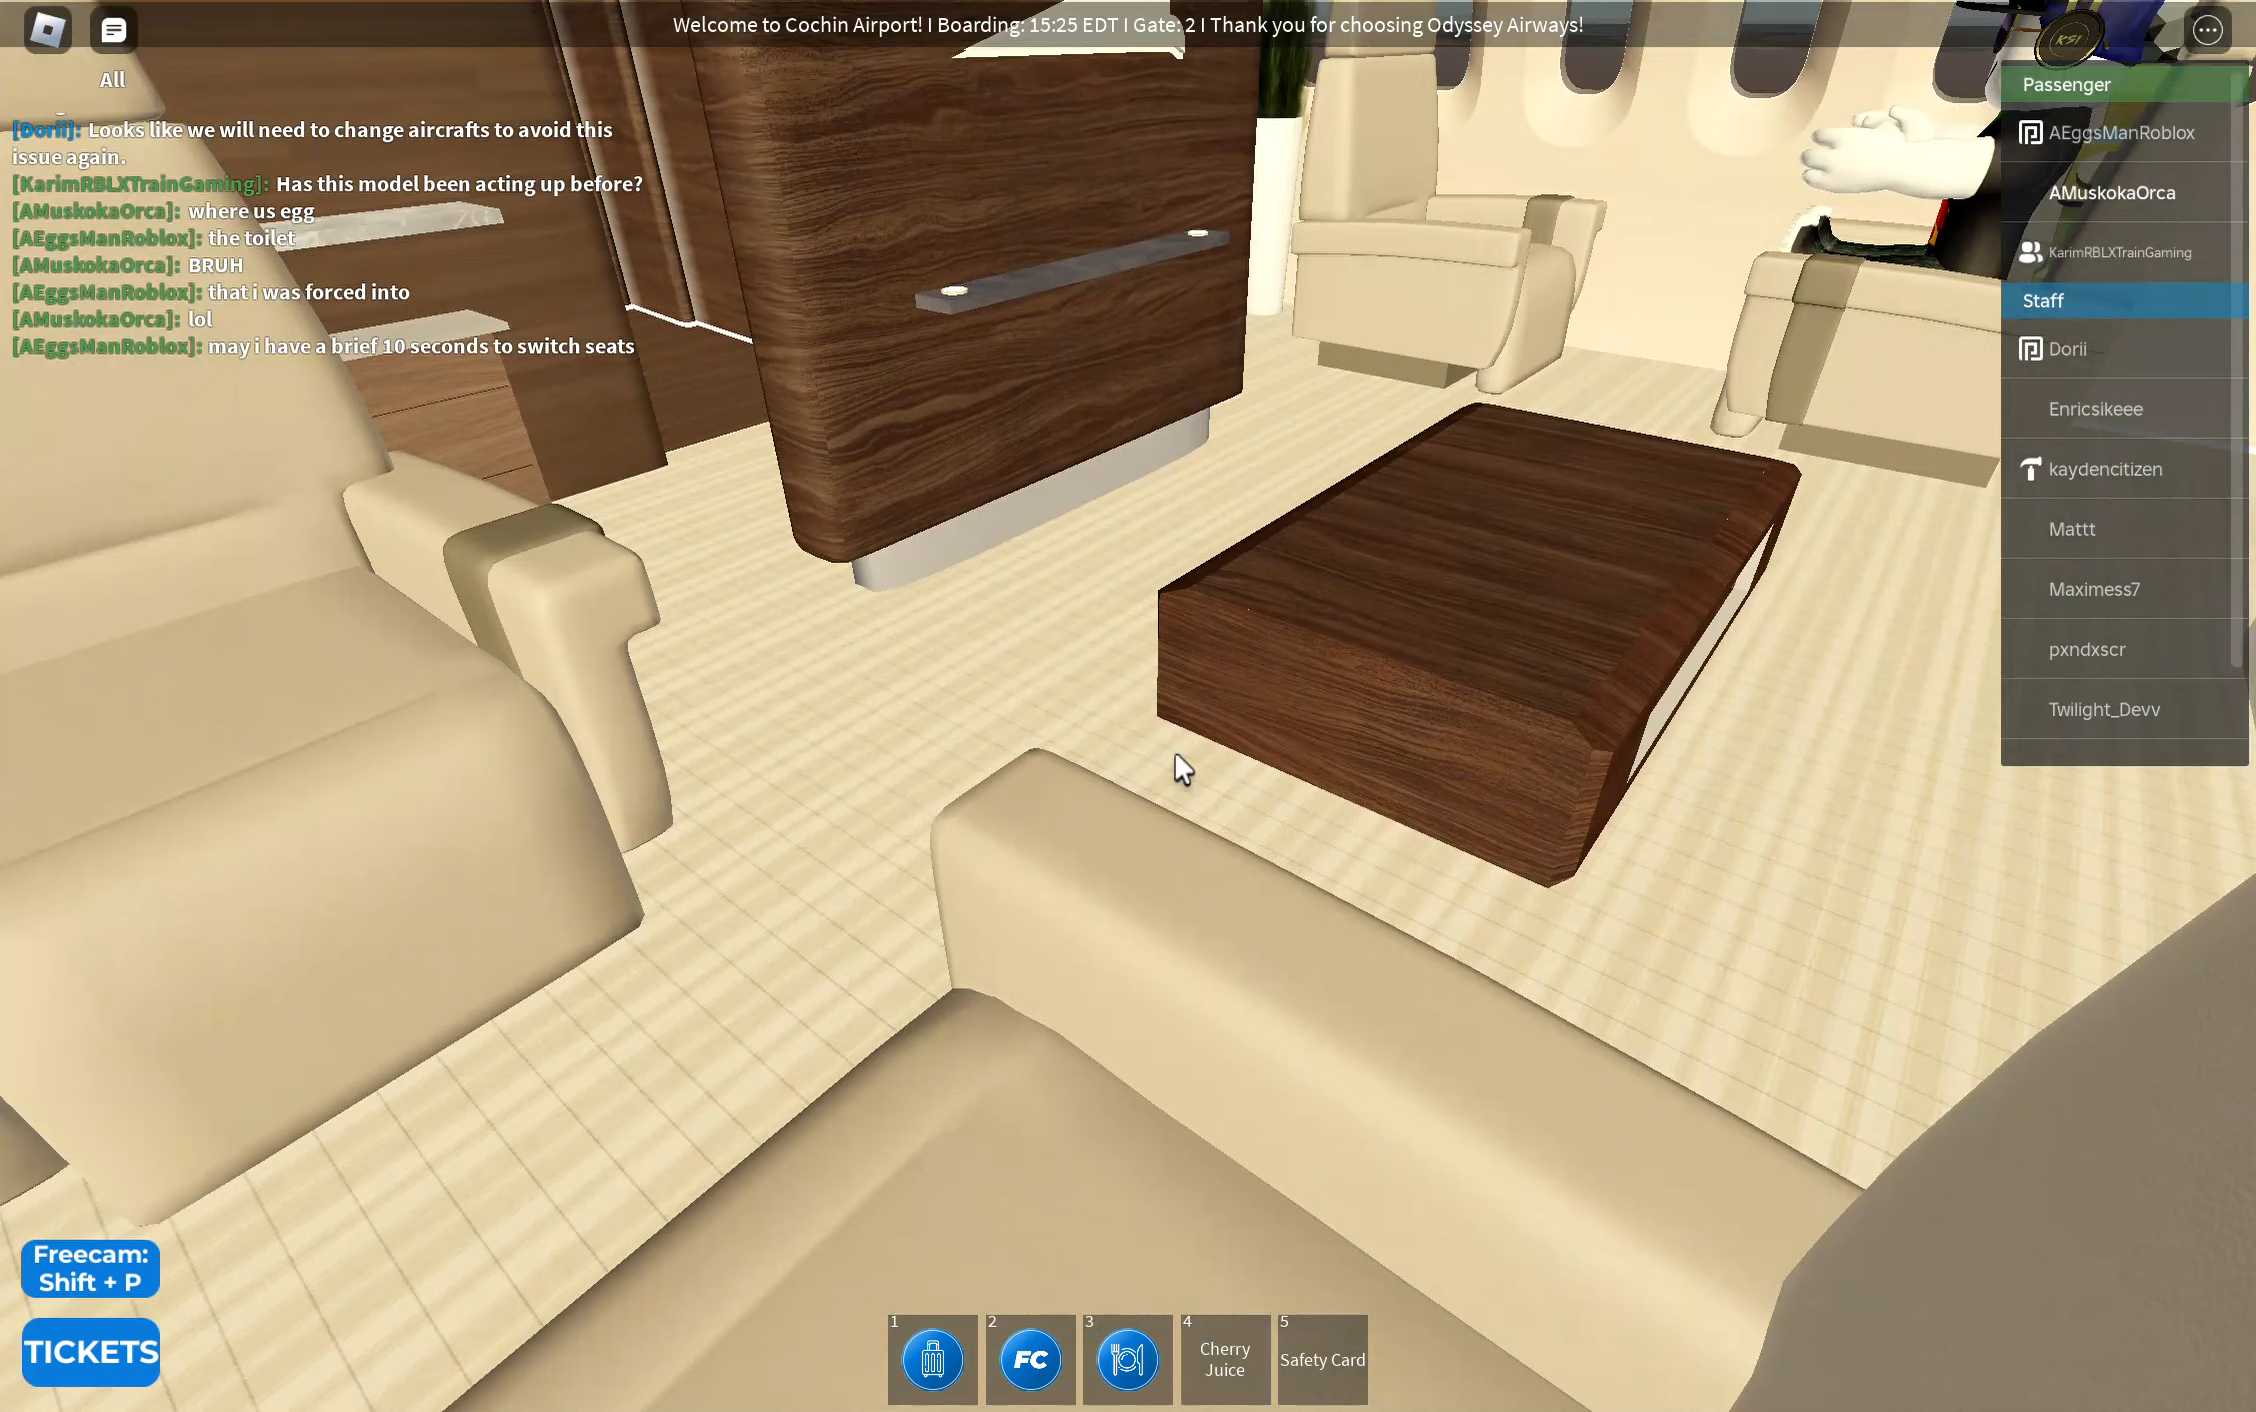 Welcome to Cochin Airport! I Boarding: 15:25 EDT I Gate: 2 I Thank you for choosing Odyssey Airways!
All
[Dorii]: Looks like we will need to change aircrafts to avoid this
issue again.
[KarimRBLXTrainGaming]: Has this model been acting up before?
[AMuskokaOrca]: where us egg
[AEggsManRoblox]: the toilet
[AMuskokaOrca]: BRUH
[AEggsManRoblox]: that i was forced into
[AMuskokaOrca]: lol
[AEggsManRoblox]: may i have a brief 10 seconds to switch seats
KSI
Passenger
AEggsManRoblox
AMuskokaOrca
KarimRBLXTrainGaming
Staff
Dorii
Enricsikeee
kaydencitizen
Mattt
Maximess7
pxndxscr
Twilight_Devv
Freecam:
Shift + P
TICKETS
1
2
FC
3
4
Cherry
Juice
5
Safety Card